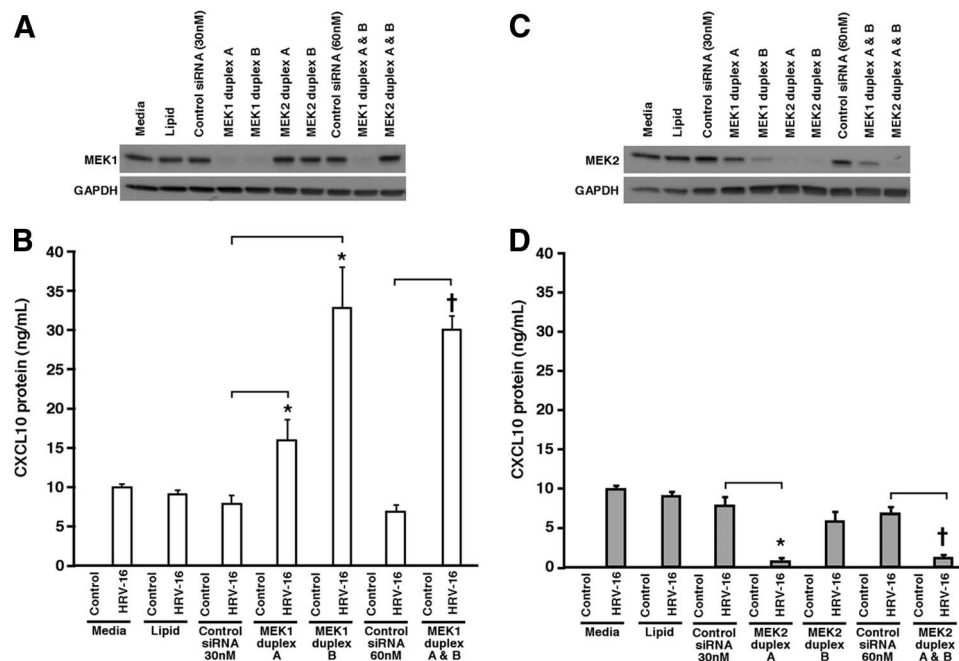 A
Media
Lipid
Control siRNA (30nM)
MEK1 duplex A
MEK1 duplex B
MEK2 duplex A
MEK2 duplex B
Control siRNA (60nM)
MEK1 duplex A & B
MEK2 duplex A & B
MEK1
GAPDH
C
Media
Lipid
Control siRNA (30nM)
MEK1 duplex A
MEK1 duplex B
MEK2 duplex A
MEK2 duplex B
Control siRNA (60nM)
MEK1 duplex A & B
MEK2 duplex A & B
MEK2
GAPDH
B
CXCL10 protein (ng/mL)
40
35
30
25
20
15
10
5
0
*
*
†
Control
HRV-16
Control
HRV-16
Control
HRV-16
Control
HRV-16
Control
HRV-16
Control
HRV-16
Control
HRV-16
Media
Lipid
Control
siRNA
30nM
MEK1
duplex
A
MEK1
duplex
B
Control
siRNA
60nM
MEK1
duplex
A & B
D
CXCL10 protein (ng/mL)
40
35
30
25
20
15
10
5
0
*
†
Control
HRV-16
Control
HRV-16
Control
HRV-16
Control
HRV-16
Control
HRV-16
Control
HRV-16
Control
HRV-16
Media
Lipid
Control
siRNA
30nM
MEK2
duplex
A
MEK2
duplex
B
Control
siRNA
60nM
MEK2
duplex
A & B